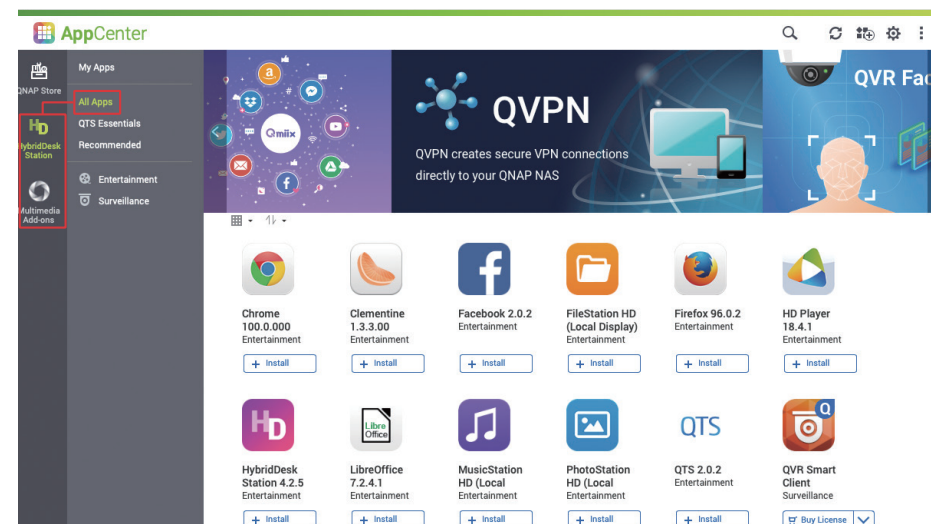 AppCenter
QNAP Store
HD
HybridDesk
Station
Multimedia
Add-ons
My Apps
All Apps
QTS Essentials
Recommended
Entertainment
Surveillance
Qmiix
QVPN
QVPN creates secure VPN connections
directly to your QNAP NAS
QVR Fac
Chrome
100.0.000
Entertainment
+ Install
Clementine
1.3.3.00
Entertainment
+ Install
Facebook 2.0.2
Entertainment
+ Install
FileStation HD
(Local Display)
Entertainment
+ Install
Firefox 96.0.2
Entertainment
+ Install
HD Player
18.4.1
Entertainment
+ Install
HD
HybridDesk
Station 4.2.5
Entertainment
+ Install
Libre
Office
LibreOffice
7.2.4.1
Entertainment
+ Install
MusicStation
HD (Local
Entertainment
+ Install
PhotoStation
HD (Local
Entertainment
+ Install
QTS
QTS 2.0.2
Entertainment
+ Install
Q
QVR Smart
Client
Surveillance
Buy License